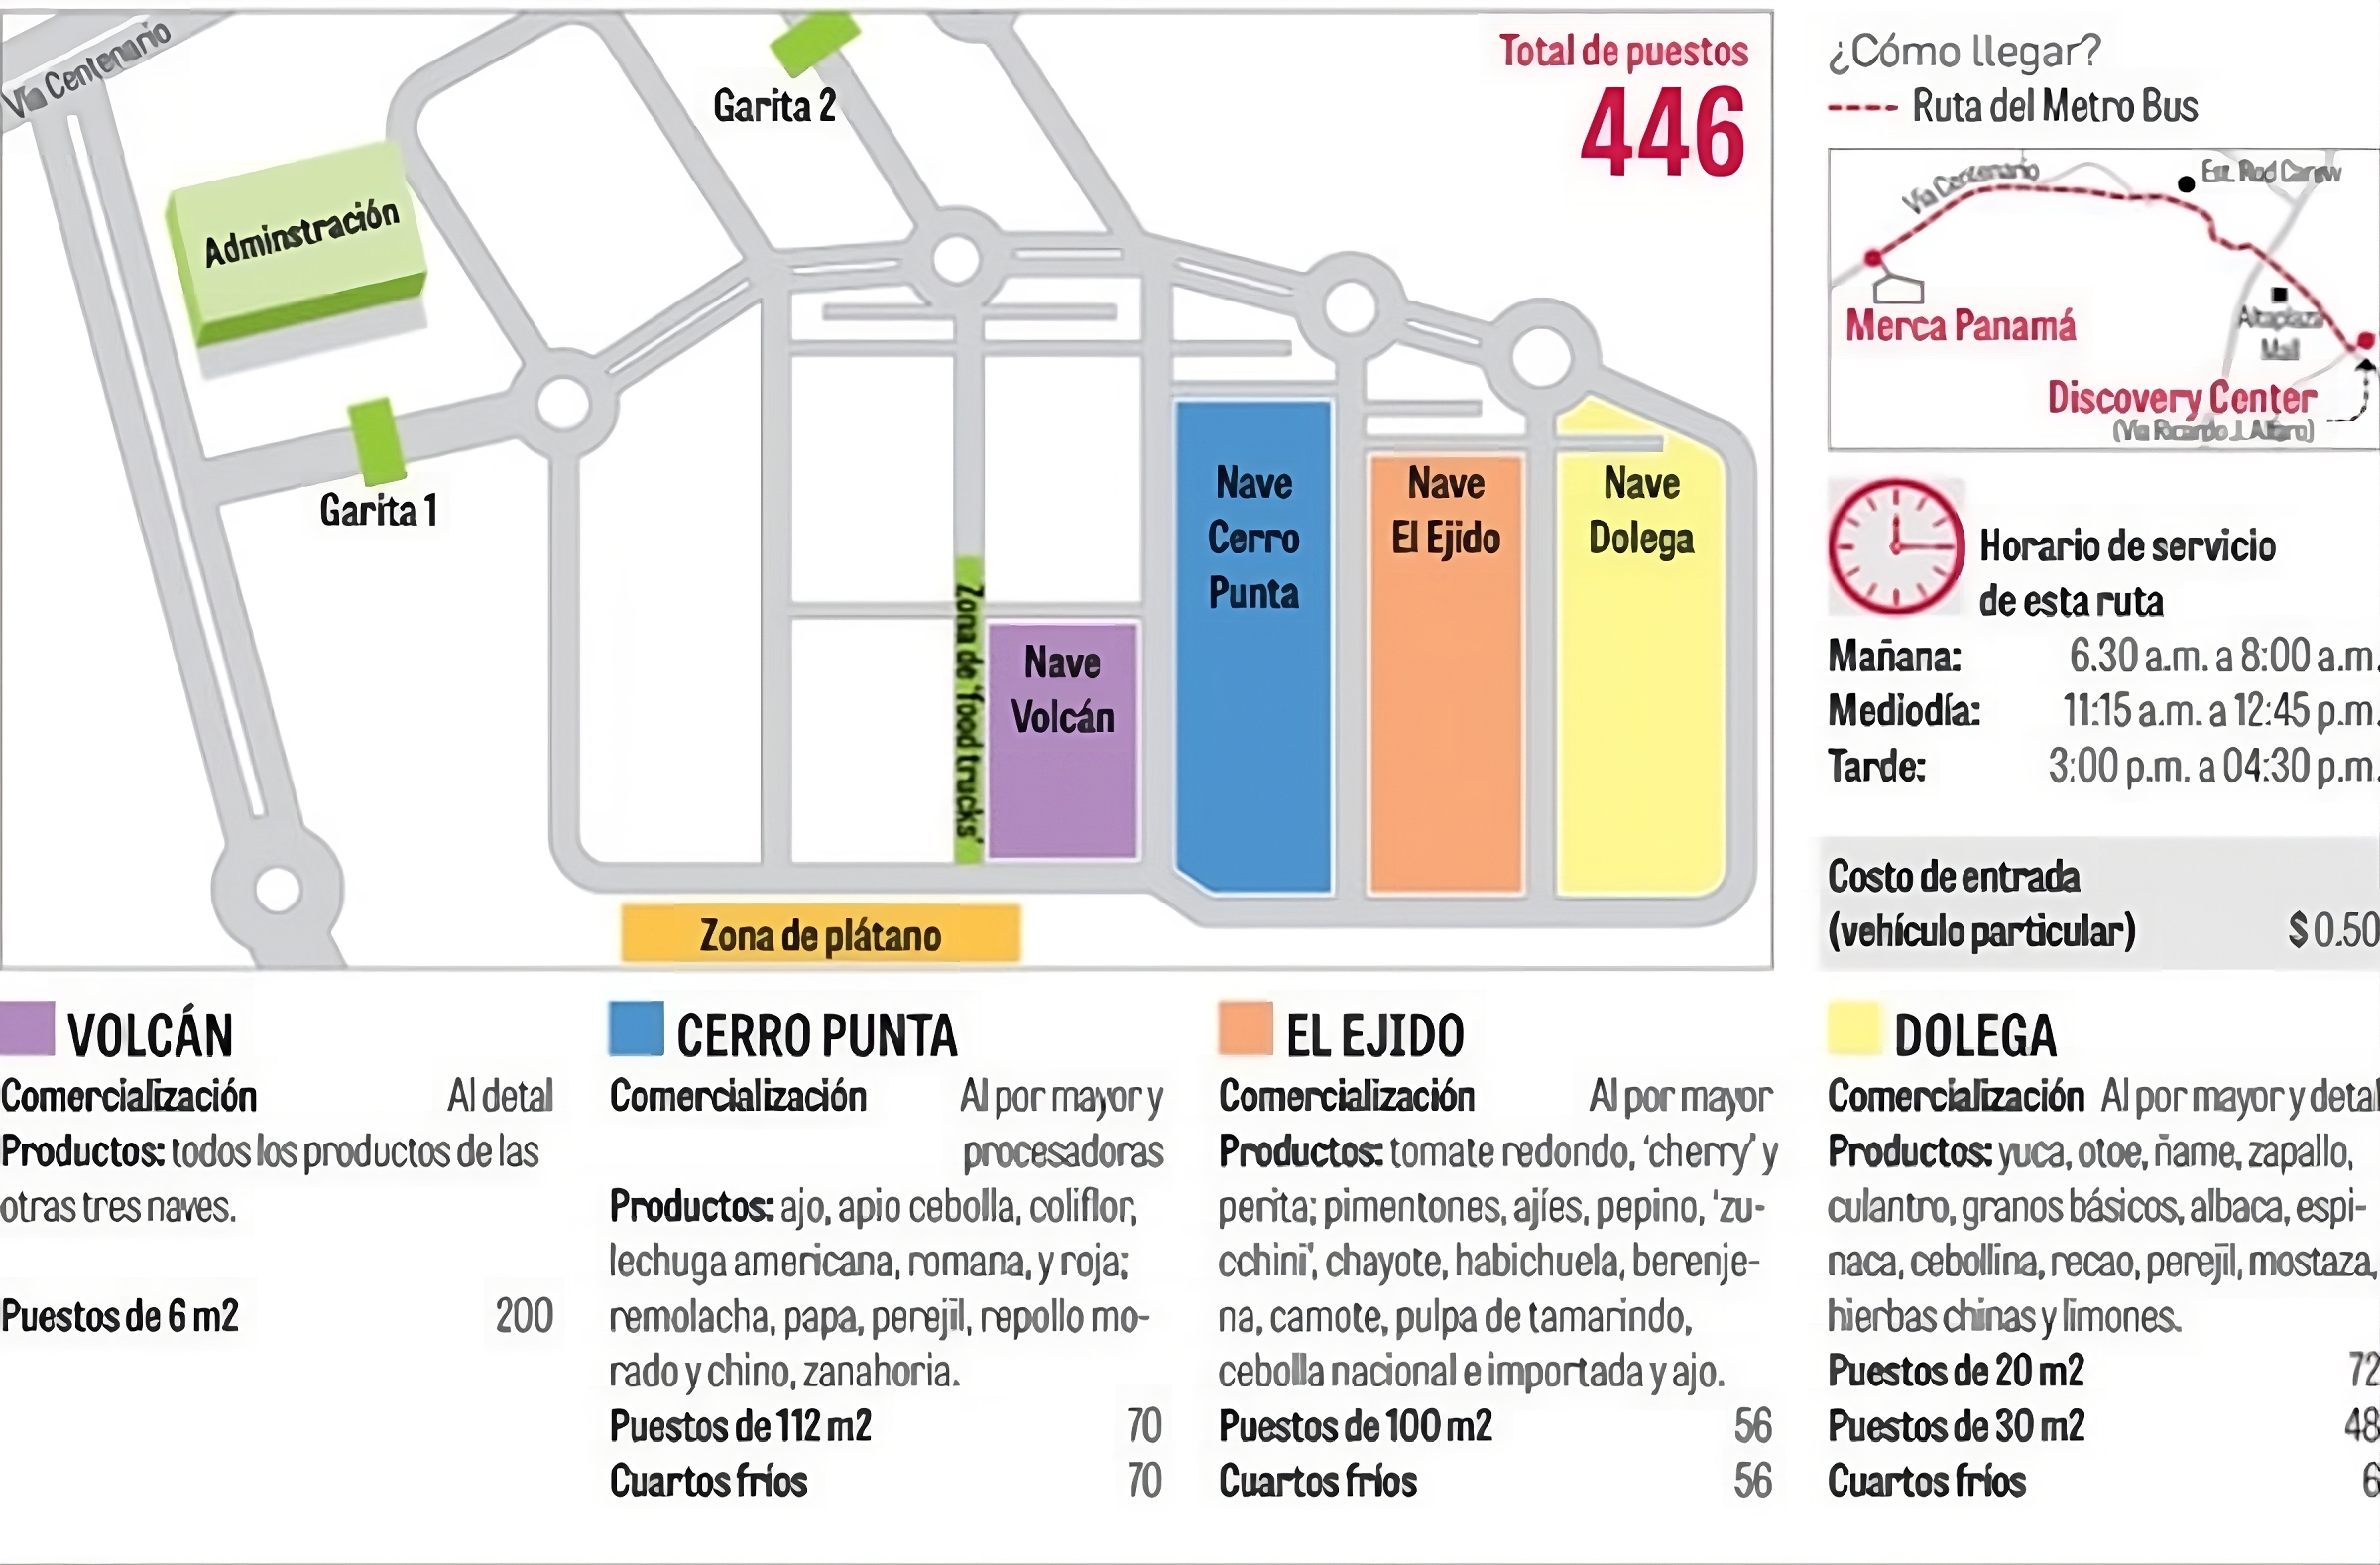 Vía Centenario
Adminstración
Garita 1
Garita 2
Total de puestos
446
Zona de 'food trucks'
Nave
Volcán
Nave
Cerro
Punta
Nave
El Ejido
Nave
Dolega
Zona de plátano
¿Cómo llegar?
Ruta del Metro Bus
Vía Centenario
Est. Rod Carew
Merca Panamá
Altaplaza
Mall
Discovery Center
(Vía Ricardo J. Alfaro)
Horario de servicio
de esta ruta
Mañana: 6.30 a.m. a 8:00 a.m.
Mediodía: 11:15 a.m. a 12:45 p.m.
Tarde: 3:00 p.m. a 04:30 p.m.
Costo de entrada
(vehículo particular) $ 0.50
VOLCÁN
Comercialización Al detal
Productos: todos los productos de las
otras tres naves.
Puestos de 6 m2 200
CERRO PUNTA
Comercialización Al por mayor y
procesadoras
Productos: ajo, apio cebolla, coliflor,
lechuga americana, romana, y roja;
remolacha, papa, perejil, repollo mo-
rado y chino, zanahoria.
Puestos de 112 m2 70
Cuartos fríos 70
EL EJIDO
Comercialización Al por mayor
Productos: tomate redondo, 'cherry' y
perita; pimentones, ajíes, pepino, 'zu-
cchini', chayote, habichuela, berenje-
na, camote, pulpa de tamarindo,
cebolla nacional e importada y ajo.
Puestos de 100 m2 56
Cuartos fríos 56
DOLEGA
Comercialización Al por mayor y detal
Productos: yuca, otoe, ñame, zapallo,
culantro, granos básicos, albaca, espi-
naca, cebollina, recao, perejil, mostaza,
hierbas chinas y limones.
Puestos de 20 m2 72
Puestos de 30 m2 48
Cuartos fríos 6